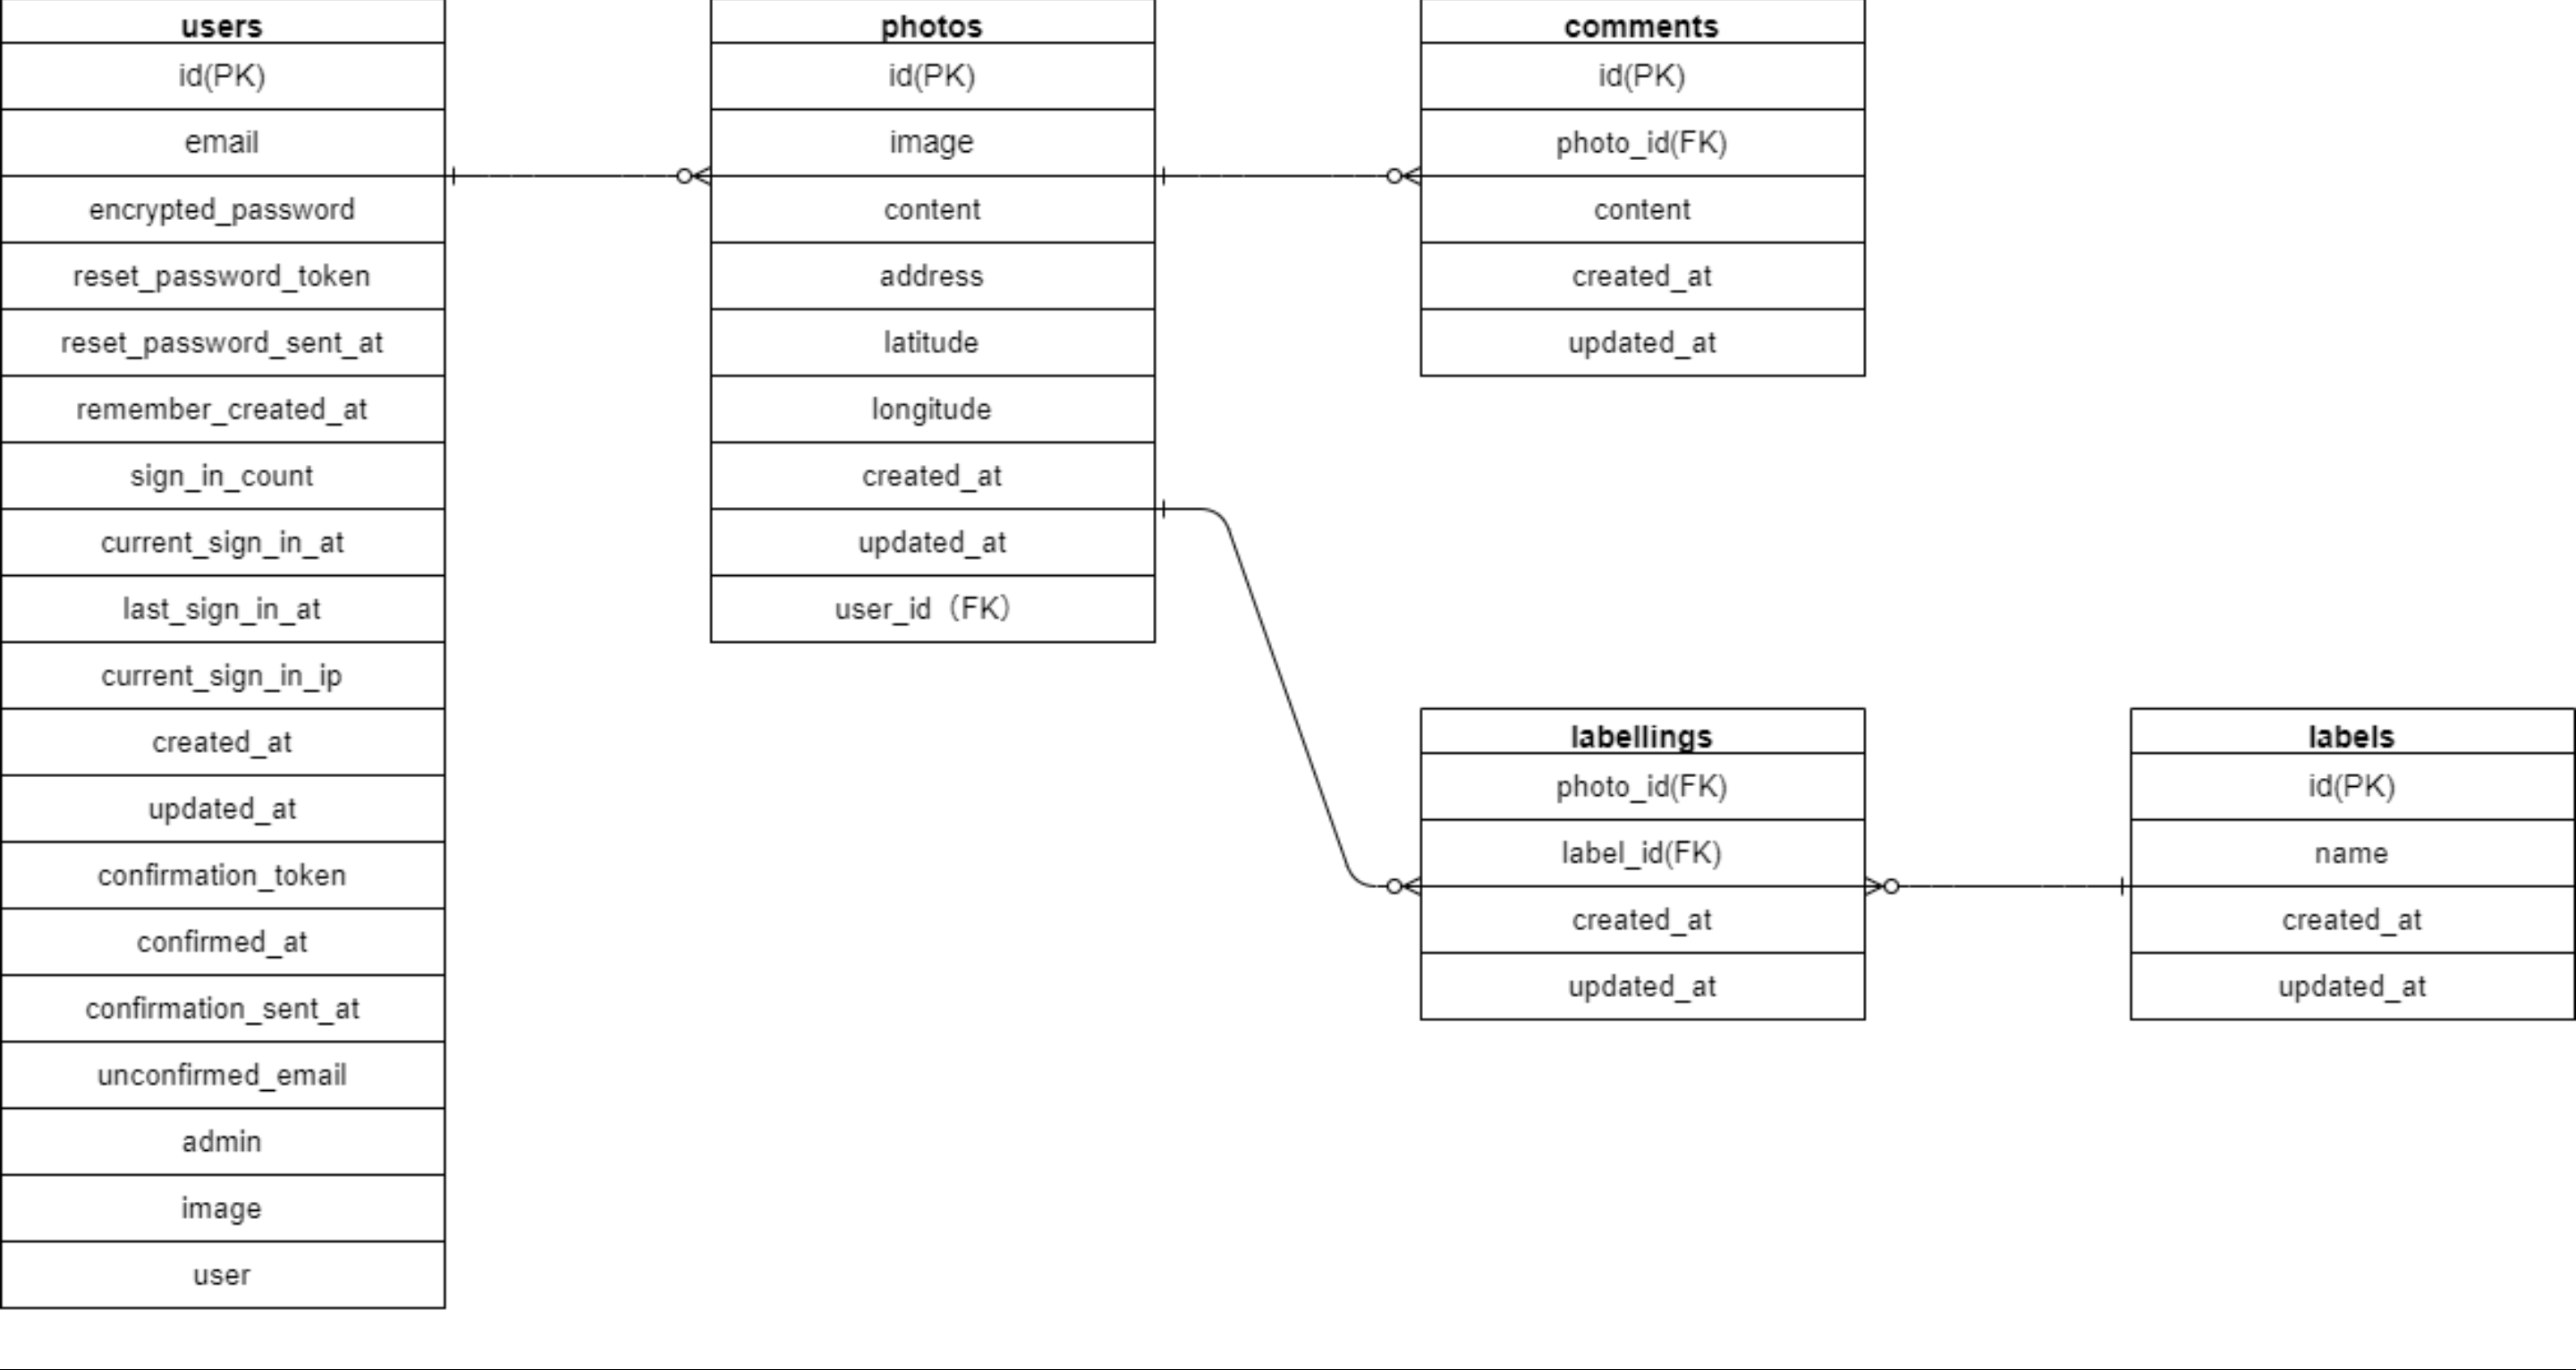 users
id(PK)
email
encrypted_password
reset_password_token
reset_password_sent_at
remember_created_at
sign_in_count
current_sign_in_at
last_sign_in_at
current_sign_in_ip
created_at
updated_at
confirmation_token
confirmed_at
confirmation_sent_at
unconfirmed_email
admin
image
user
photos
id(PK)
image
content
address
latitude
longitude
created_at
updated_at
user_id（FK）
comments
id(PK)
photo_id(FK)
content
created_at
updated_at
labellings
photo_id(FK)
label_id(FK)
created_at
updated_at
labels
id(PK)
name
created_at
updated_at